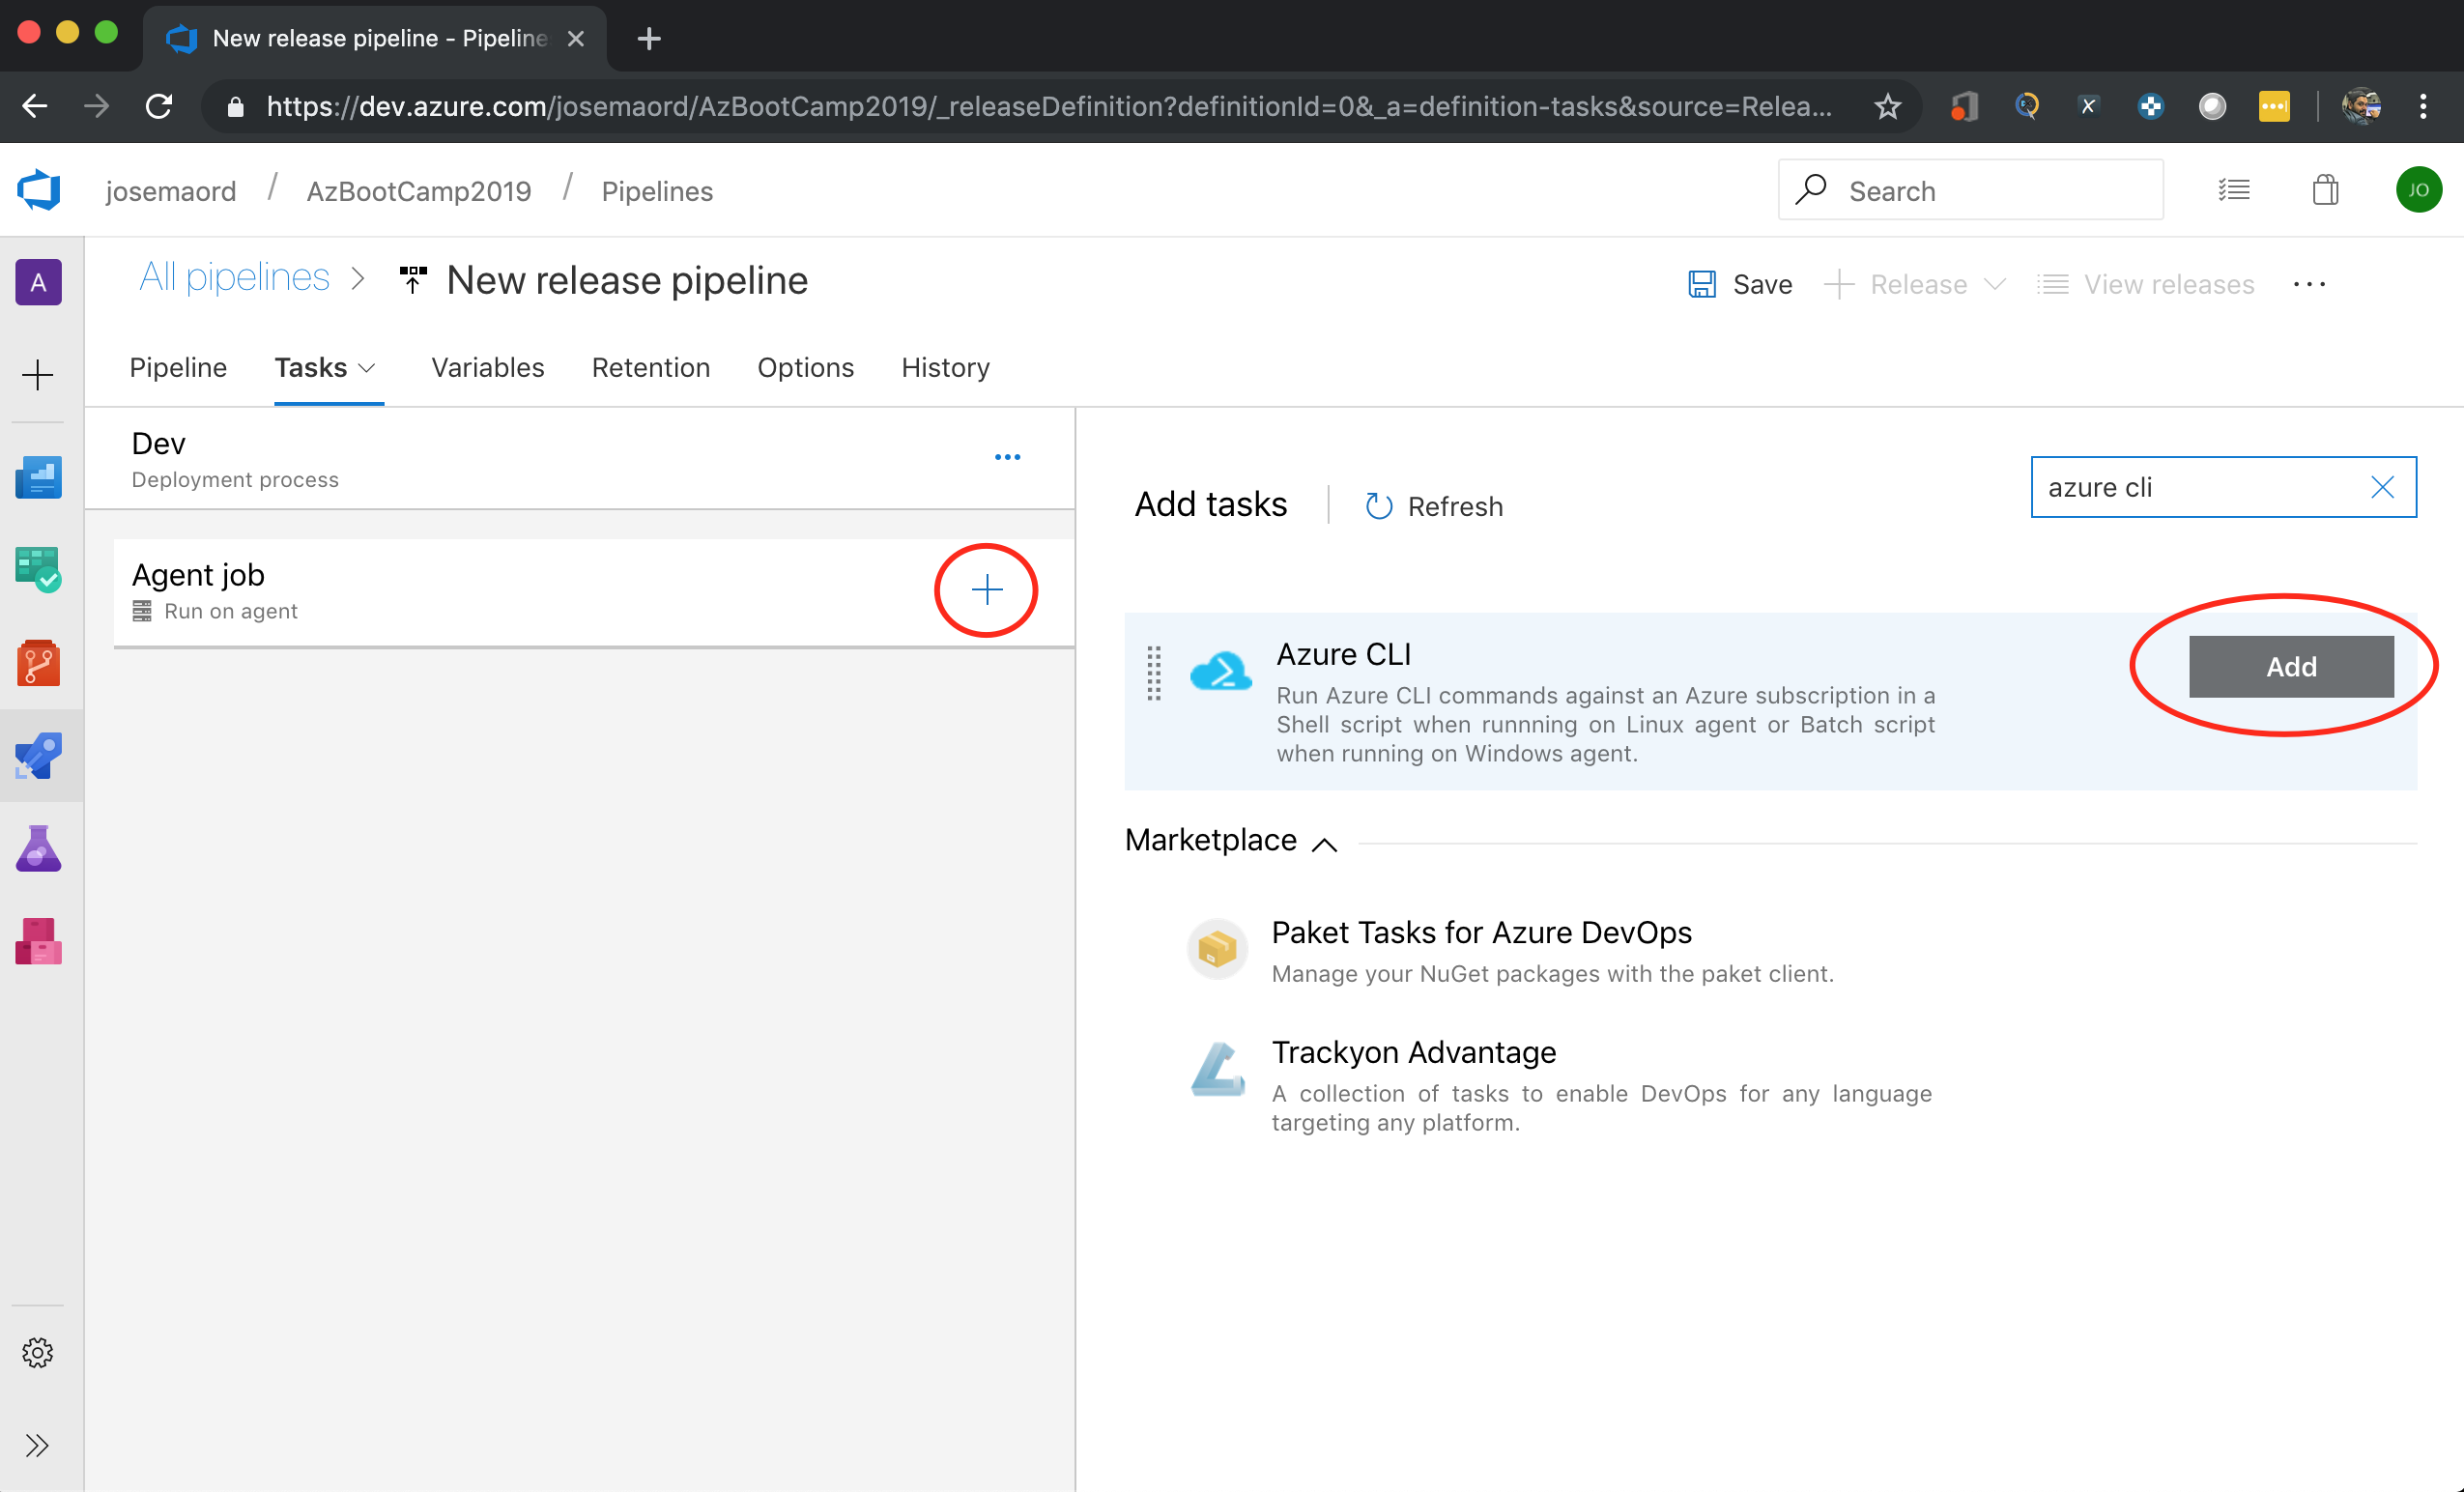 New release pipeline - Pipeline
https://dev.azure.com/josemaord/AzBootCamp2019/_releaseDefinition?definitionId=0&_a=definition-tasks&source=Relea...
josemaord / AzBootCamp2019 / Pipelines
Search
JO
A
All pipelines > New release pipeline
Save
Release
View releases
Pipeline
Tasks
Variables
Retention
Options
History
Dev
Deployment process
Agent job
Run on agent
Add tasks
Refresh
azure cli
Azure CLI
Run Azure CLI commands against an Azure subscription in a
Shell script when runnning on Linux agent or Batch script
when running on Windows agent.
Add
Marketplace
Paket Tasks for Azure DevOps
Manage your NuGet packages with the paket client.
Trackyon Advantage
A collection of tasks to enable DevOps for any language
targeting any platform.